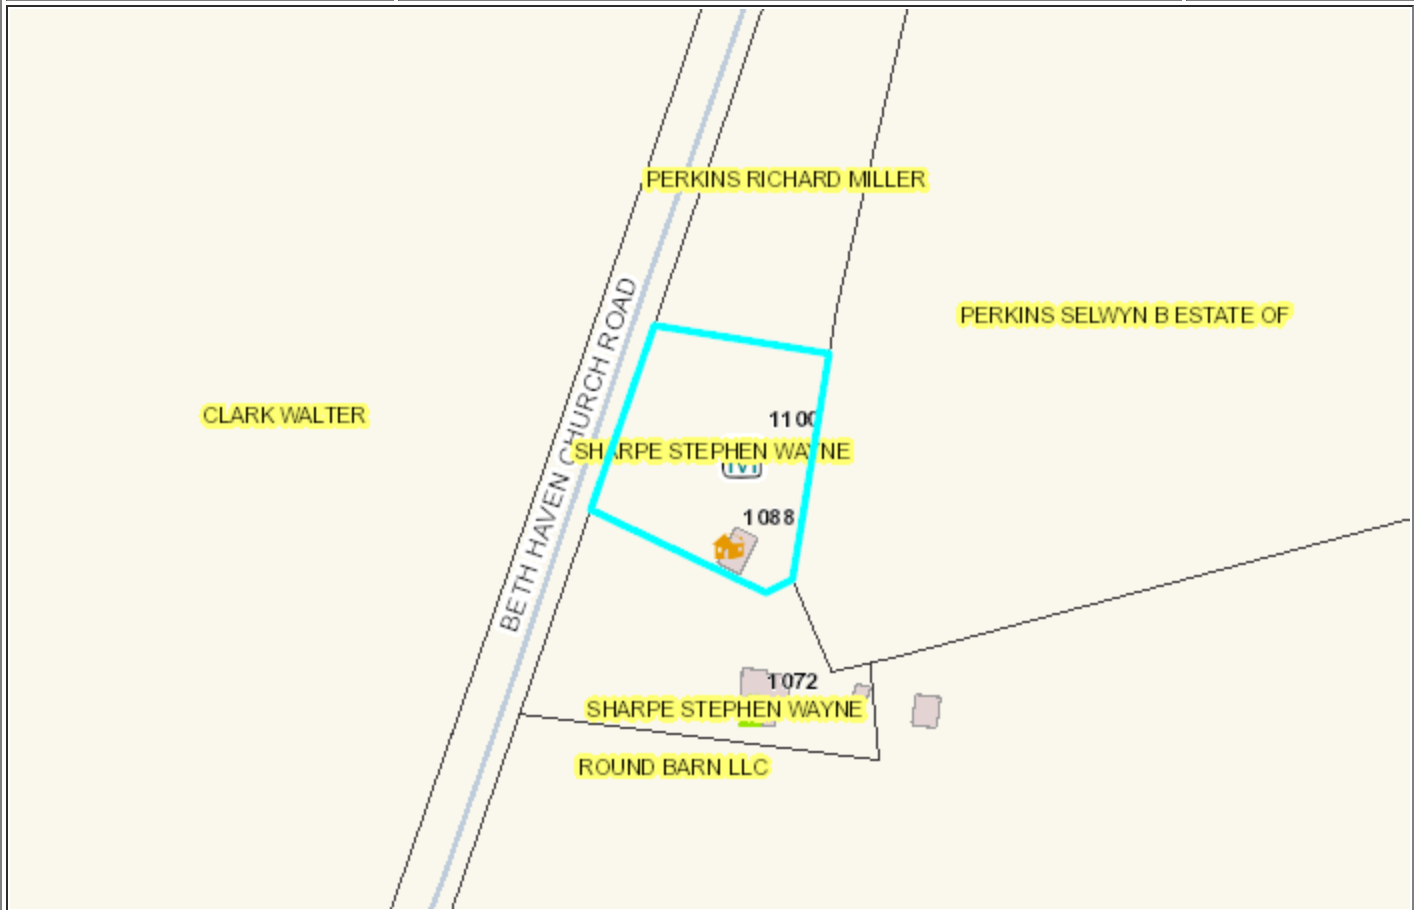 PERKINS RICHARD MILLER
PERKINS SELWYN B ESTATE OF
BETH HAVEN CHURCH ROAD
CLARK WALTER
1100
SHARPE STEPHEN WAYNE
1088
1072
SHARPE STEPHEN WAYNE
ROUND BARN LLC